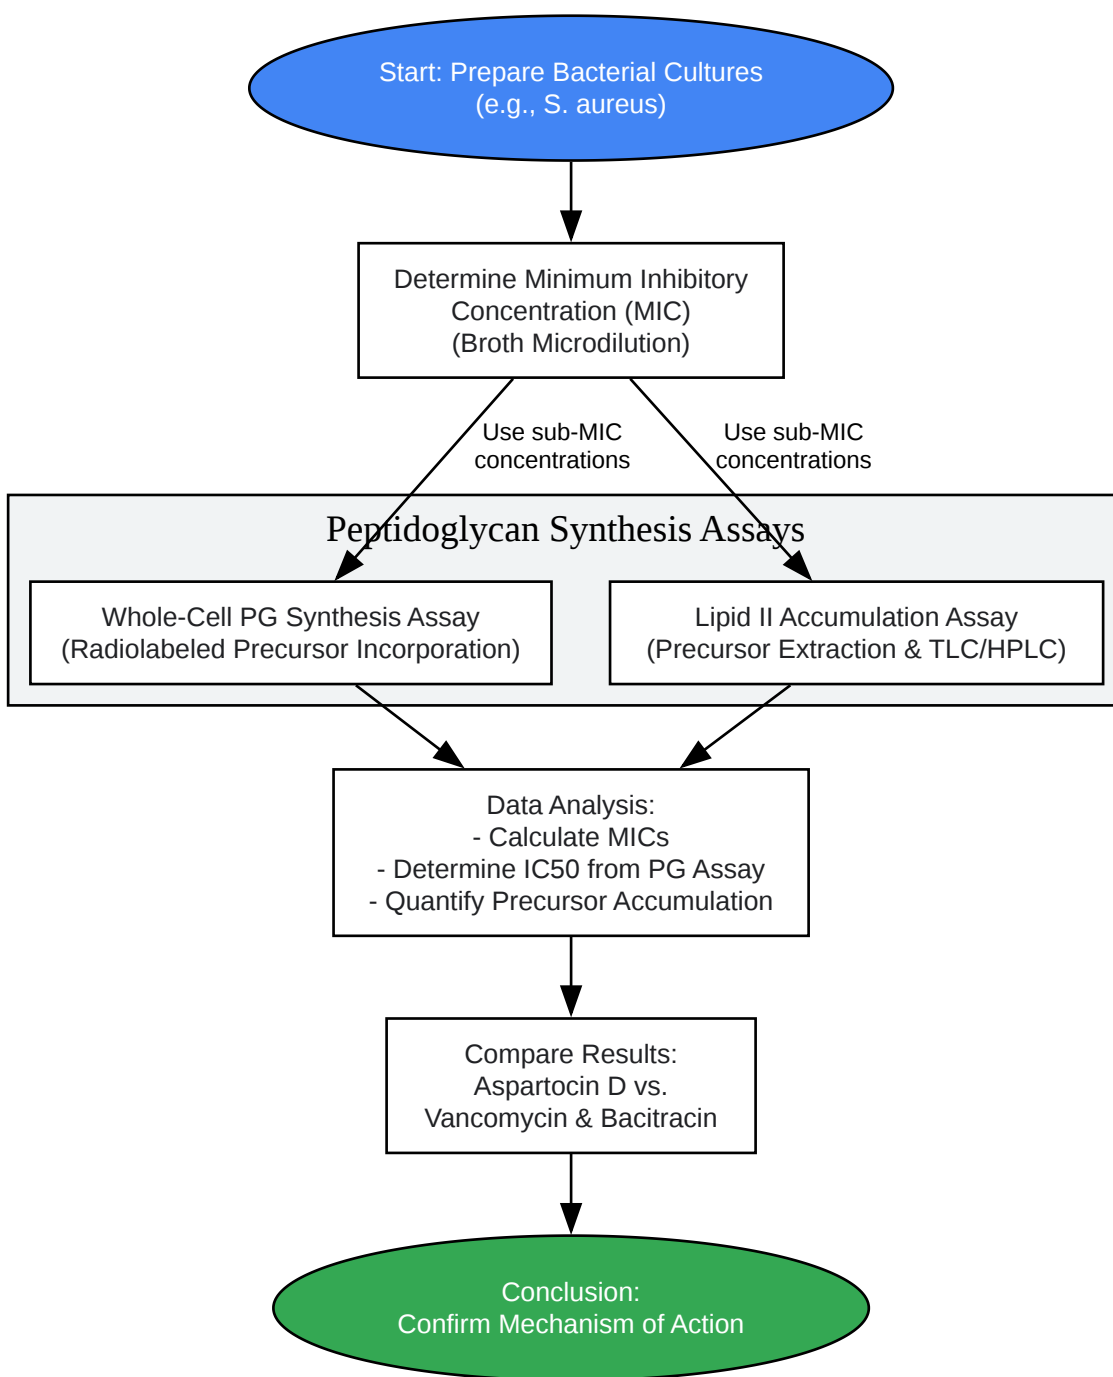 Start: Prepare Bacterial Cultures
(e.g., S. aureus)
Determine Minimum Inhibitory
Concentration (MIC)
(Broth Microdilution)
Use sub-MIC
concentrations
Use sub-MIC
concentrations
Peptidoglycan Synthesis Assays
Whole-Cell PG Synthesis Assay
(Radiolabeled Precursor Incorporation)
Lipid II Accumulation Assay
(Precursor Extraction & TLC/HPLC)
Data Analysis:
- Calculate MICs
- Determine IC50 from PG Assay
- Quantify Precursor Accumulation
Compare Results:
Aspartocin D vs.
Vancomycin & Bacitracin
Conclusion:
Confirm Mechanism of Action